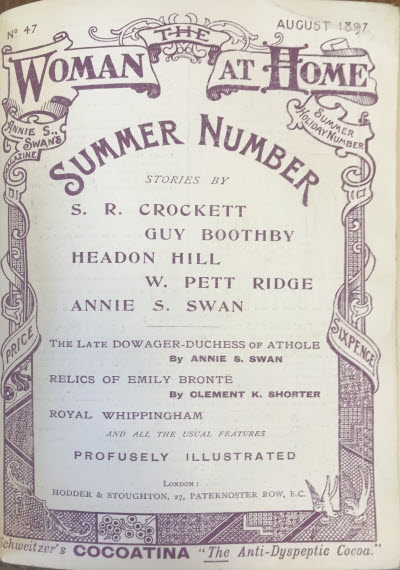 No 47
AUGUST 1897
THE
WOMAN AT HOME
ANNIE S. SWAN'S
MAGAZINE
SUMMER
HOLIDAY NUMBER
SUMMER NUMBER
STORIES BY
S. R. CROCKETT
GUY BOOTHBY
HEADON HILL
W. PETT RIDGE
ANNIE S. SWAN
THE LATE DOWAGER-DUCHESS OF ATHOLE
BY ANNIE S. SWAN
RELICS OF EMILY BRONTË
BY CLEMENT K. SHORTER
ROYAL WHIPPINGHAM
AND ALL THE USUAL FEATURES
PROFUSELY ILLUSTRATED
PRICE
SIXPENCE
LONDON:
HODDER & STOUGHTON, 27, PATERNOSTER ROW, E.C.
Schweitzer's COCOATINA "The Anti-Dyspeptic Cocoa."